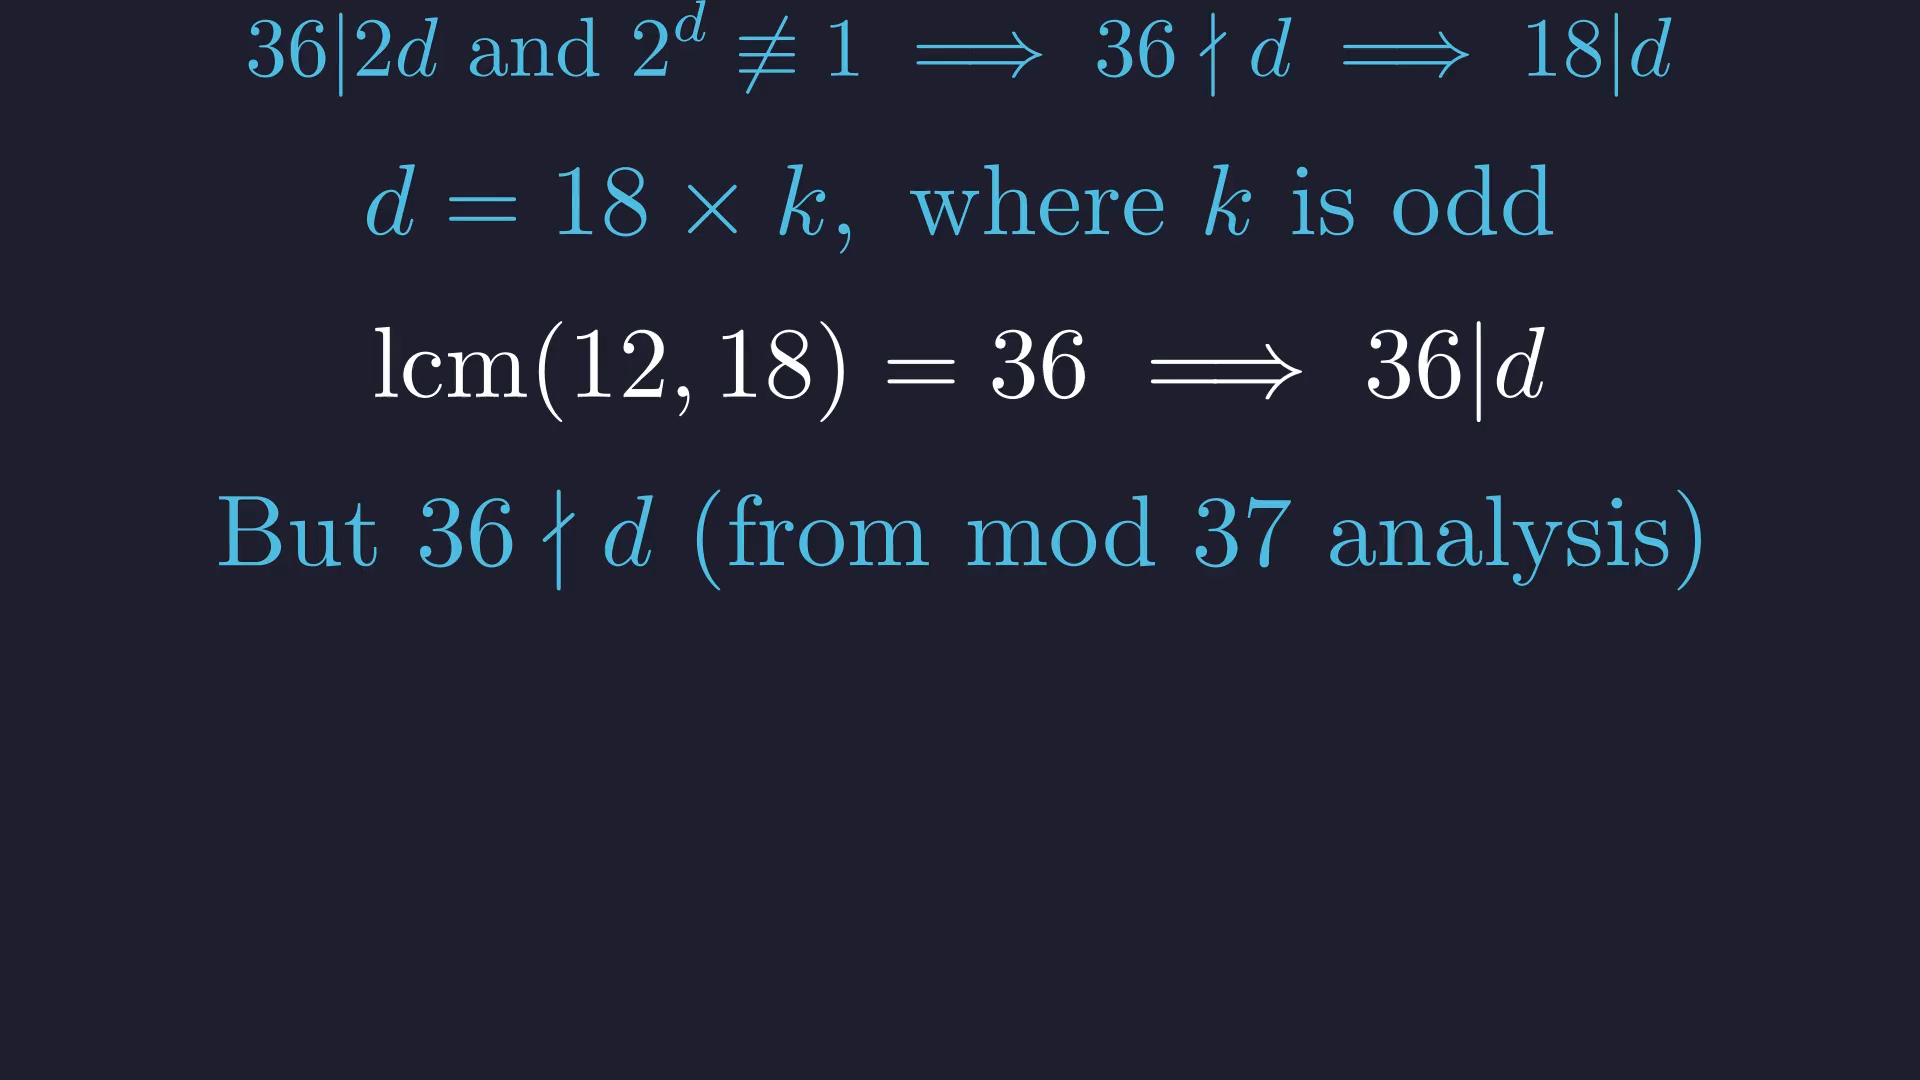 36|2d and 2^d ≢ 1 ⟹ 36 ∤ d ⟹ 18|d
d = 18 × k, where k is odd
lcm(12, 18) = 36 ⟹ 36|d
But 36 ∤ d (from mod 37 analysis)